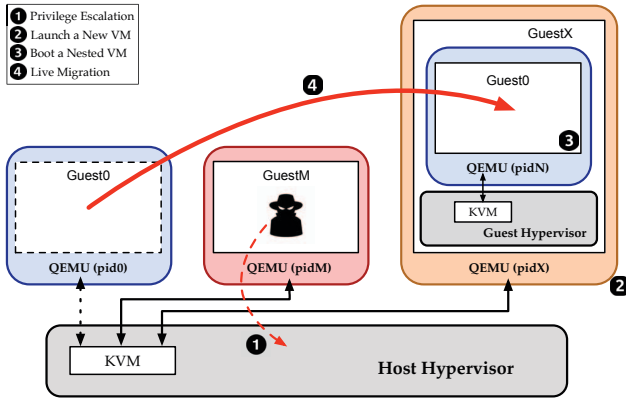 1 Privilege Escalation
2 Launch a New VM
3 Boot a Nested VM
4 Live Migration
GuestX
4
Guest0
3
QEMU (pidN)
KVM
Guest Hypervisor
QEMU (pidX)
2
Guest0
QEMU (pid0)
GuestM
QEMU (pidM)
1
KVM
Host Hypervisor